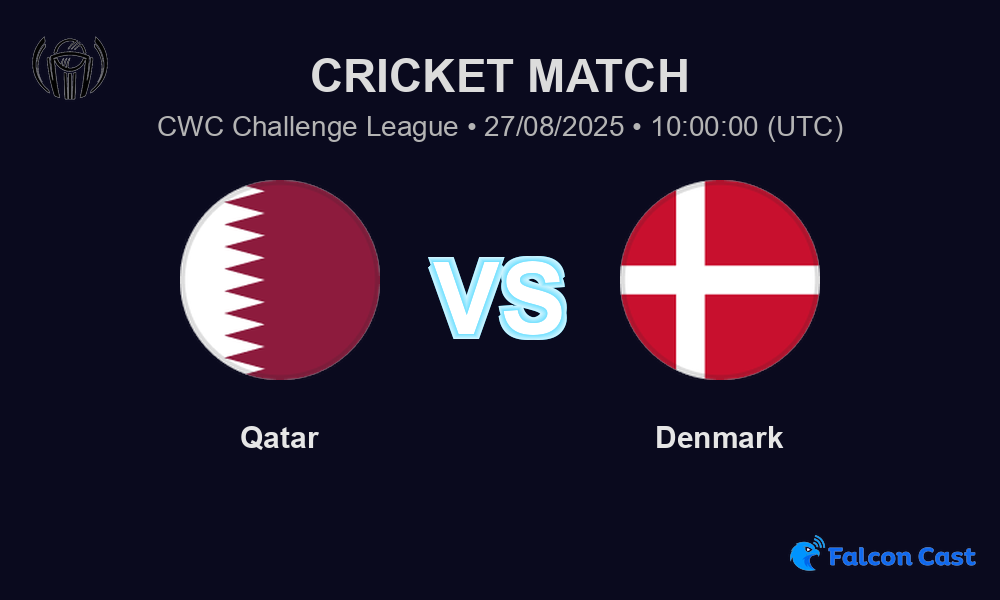 CRICKET MATCH
CWC Challenge League • 27/08/2025 • 10:00:00 (UTC)
VS
Qatar
Denmark
Falcon Cast